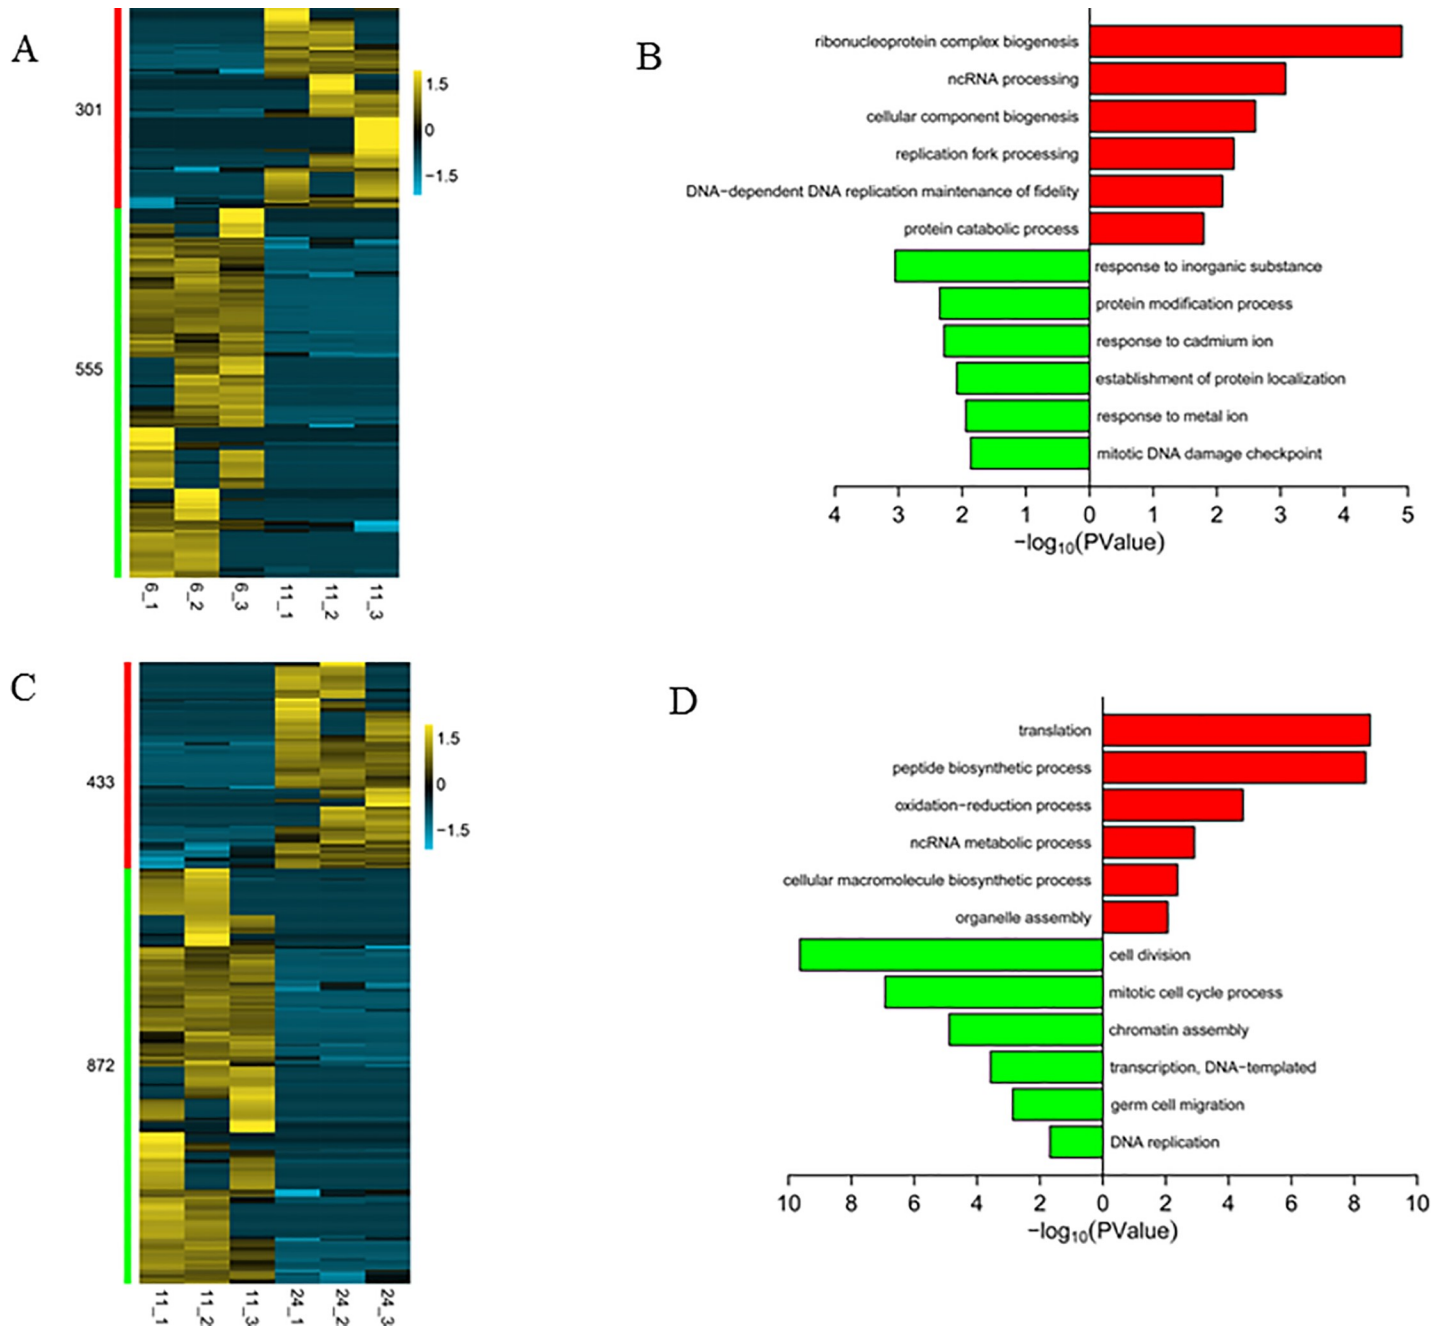 A
301
555
1.5
0
−1.5
6_1
6_2
6_3
11_1
11_2
11_3
B
ribonucleoprotein complex biogenesis
ncRNA processing
cellular component biogenesis
replication fork processing
DNA−dependent DNA replication maintenance of fidelity
protein catabolic process
response to inorganic substance
protein modification process
response to cadmium ion
establishment of protein localization
response to metal ion
mitotic DNA damage checkpoint
4 3 2 1 0 1 2 3 4 5
−log₁₀(PValue)
C
433
872
1.5
0
−1.5
11_1
11_2
11_3
24_1
24_2
24_3
D
translation
peptide biosynthetic process
oxidation−reduction process
ncRNA metabolic process
cellular macromolecule biosynthetic process
organelle assembly
cell division
mitotic cell cycle process
chromatin assembly
transcription, DNA−templated
germ cell migration
DNA replication
10 8 6 4 2 0 2 4 6 8 10
−log₁₀(PValue)